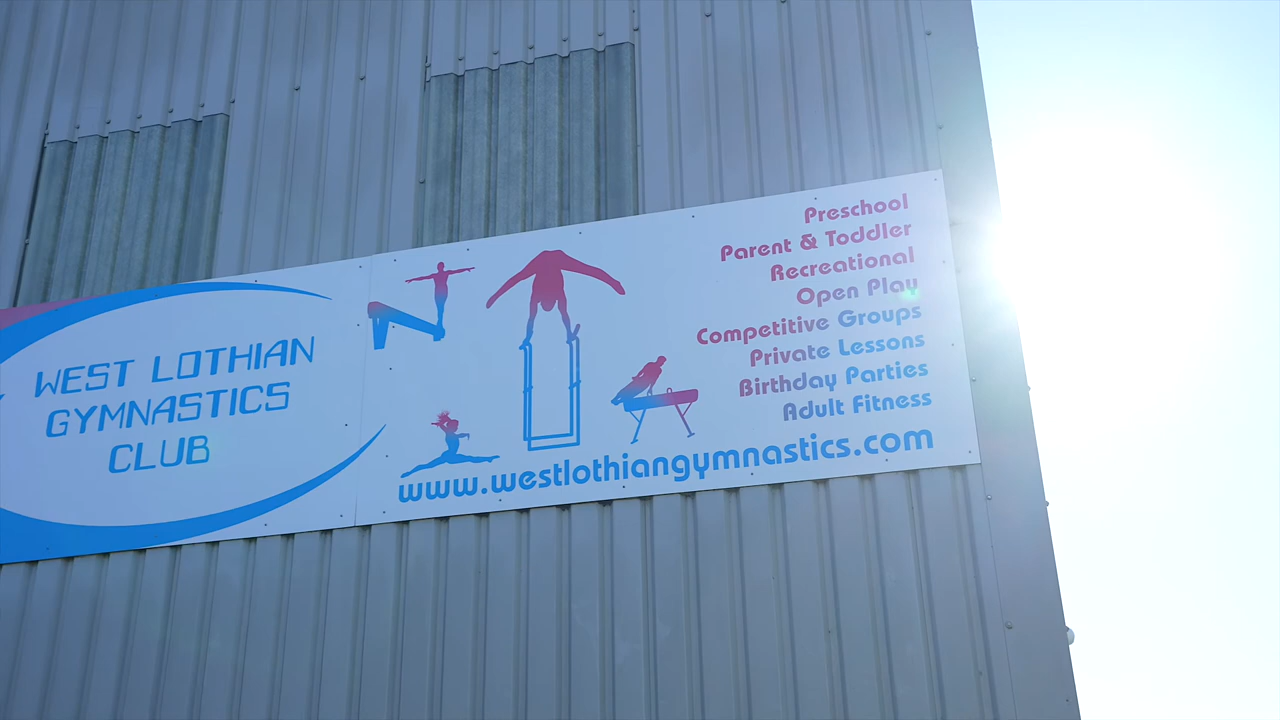 WEST LOTHIAN
GYMNASTICS
CLUB
Preschool
Parent & Toddler
Recreational
Open Play
Competitive Groups
Private Lessons
Birthday Parties
Adult Fitness
www.westlothiangymnastics.com